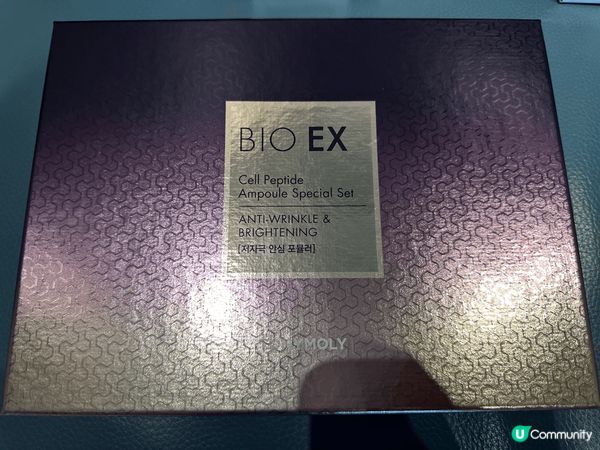 BIO EX
Cell Peptide
Ampoule Special Set
ANTI-WRINKLE &
BRIGHTENING
[저자극 안심 포뮬러]
MOLY
U Community